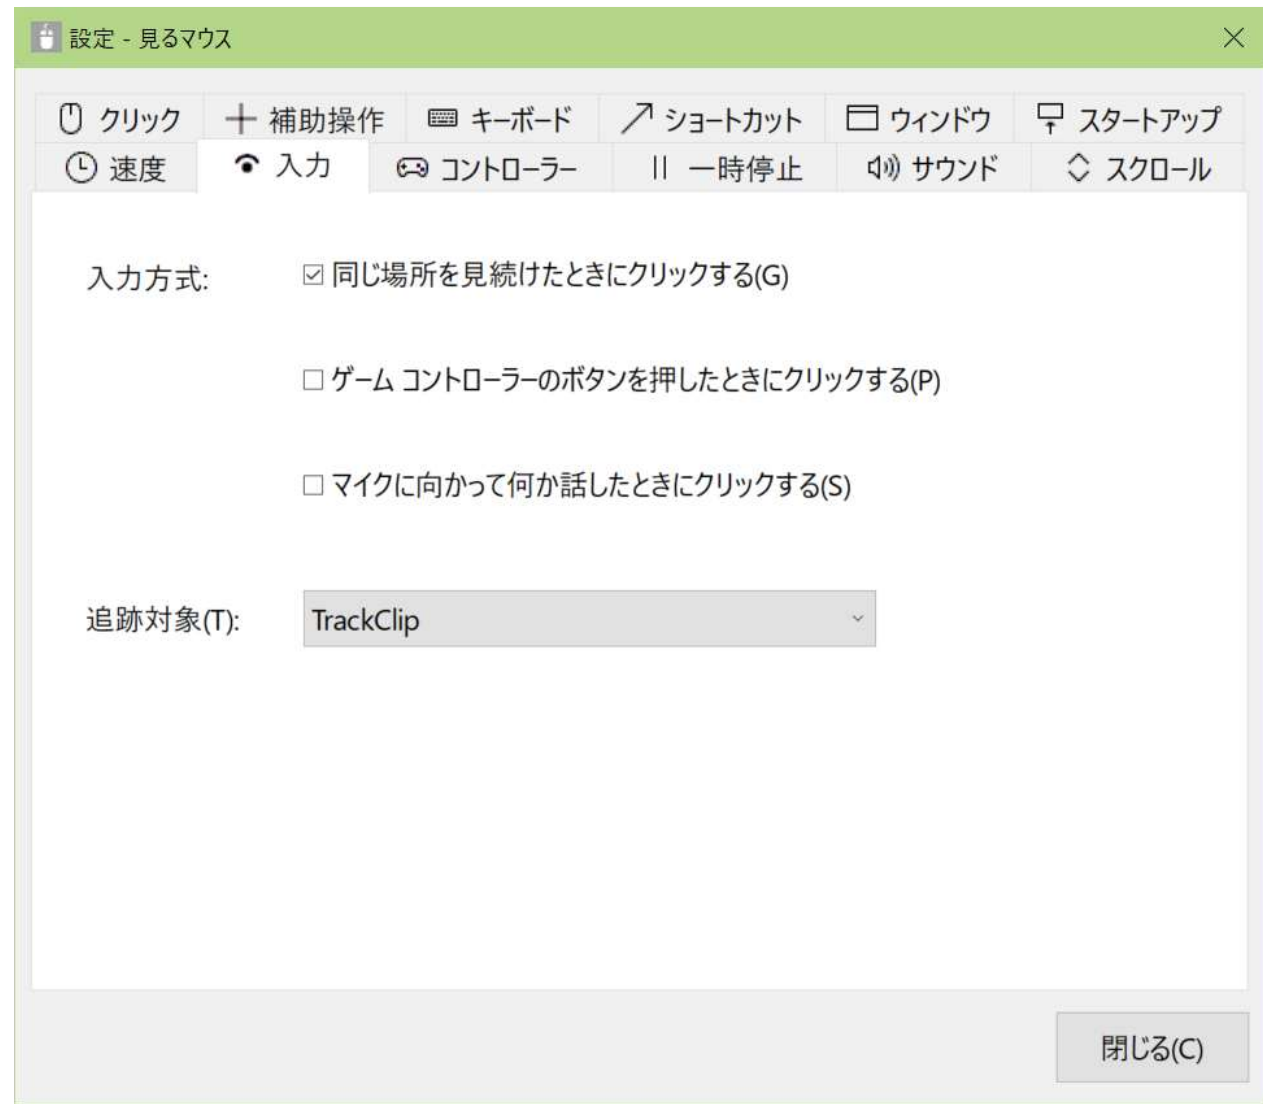 設定 - 見るマウス
クリック 補助操作 キーボード ショートカット ウィンドウ スタートアップ
速度 入力 コントローラー 一時停止 サウンド スクロール
入力方式: 同じ場所を見続けたときにクリックする(G)
ゲーム コントローラーのボタンを押したときにクリックする(P)
マイクに向かって何か話したときにクリックする(S)
追跡対象(T): TrackClip
閉じる(C)